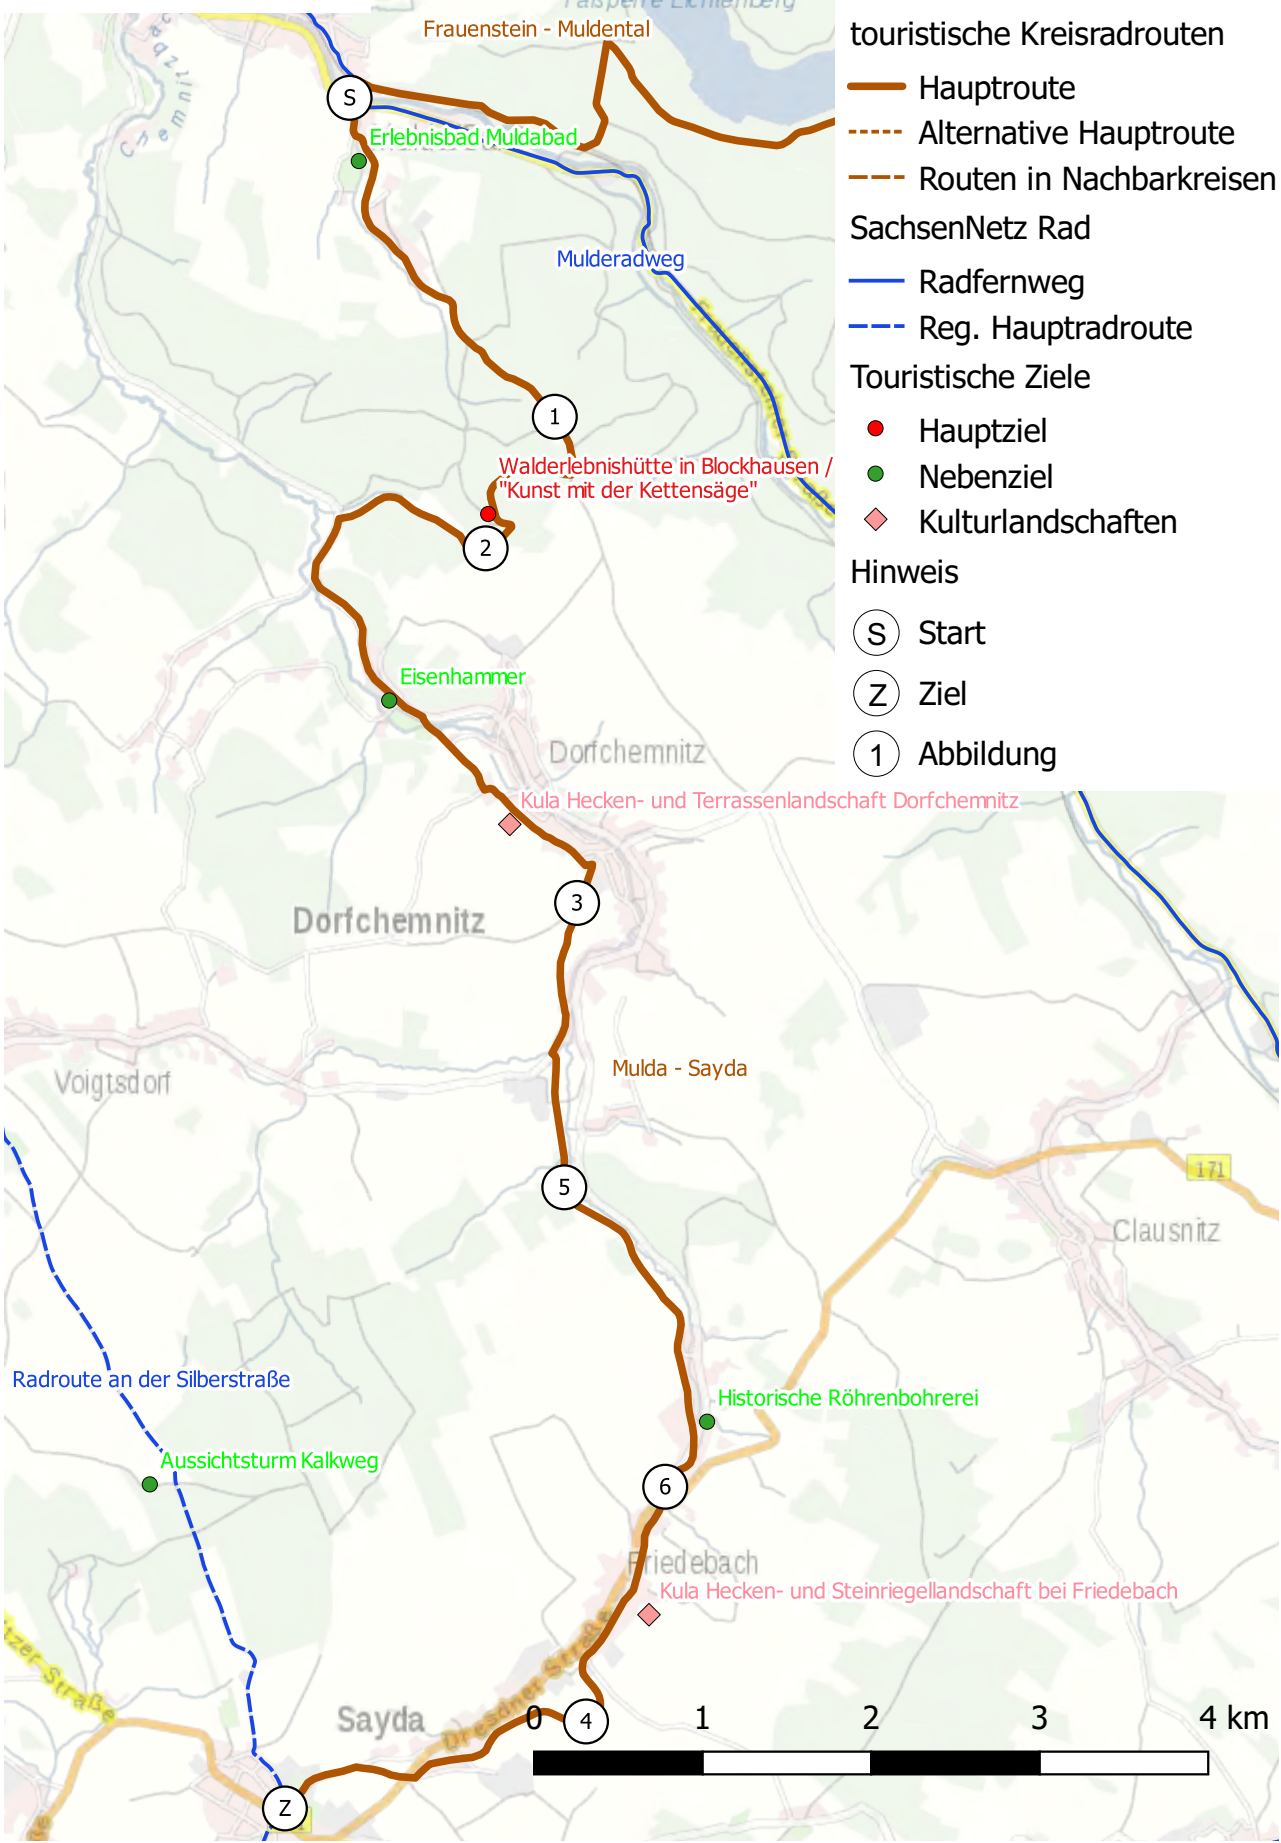 Talsperre Lichtenberg
Frauenstein - Muldental
S
Chemnitz
Erlebnisbad Muldabad
Mulderadweg
1
Walderlebnishütte in Blockhausen /
"Kunst mit der Kettensäge"
2
Eisenhammer
Dorfchemnitz
Kula Hecken- und Terrassenlandschaft Dorfchemnitz
3
Dorfchemnitz
Mulda - Sayda
Voigtsdorf
171
5
Clausnitz
Radroute an der Silberstraße
Historische Röhrenbohrerei
Aussichtsturm Kalkweg
6
Friedebach
Kula Hecken- und Steinriegellandschaft bei Friedebach
Dresdner Straße
Sayda
4
Z
0 1 2 3 4 km
touristische Kreisradrouten
Hauptroute
Alternative Hauptroute
Routen in Nachbarkreisen
SachsenNetz Rad
Radfernweg
Reg. Hauptradroute
Touristische Ziele
Hauptziel
Nebenziel
Kulturlandschaften
Hinweis
S Start
Z Ziel
1 Abbildung